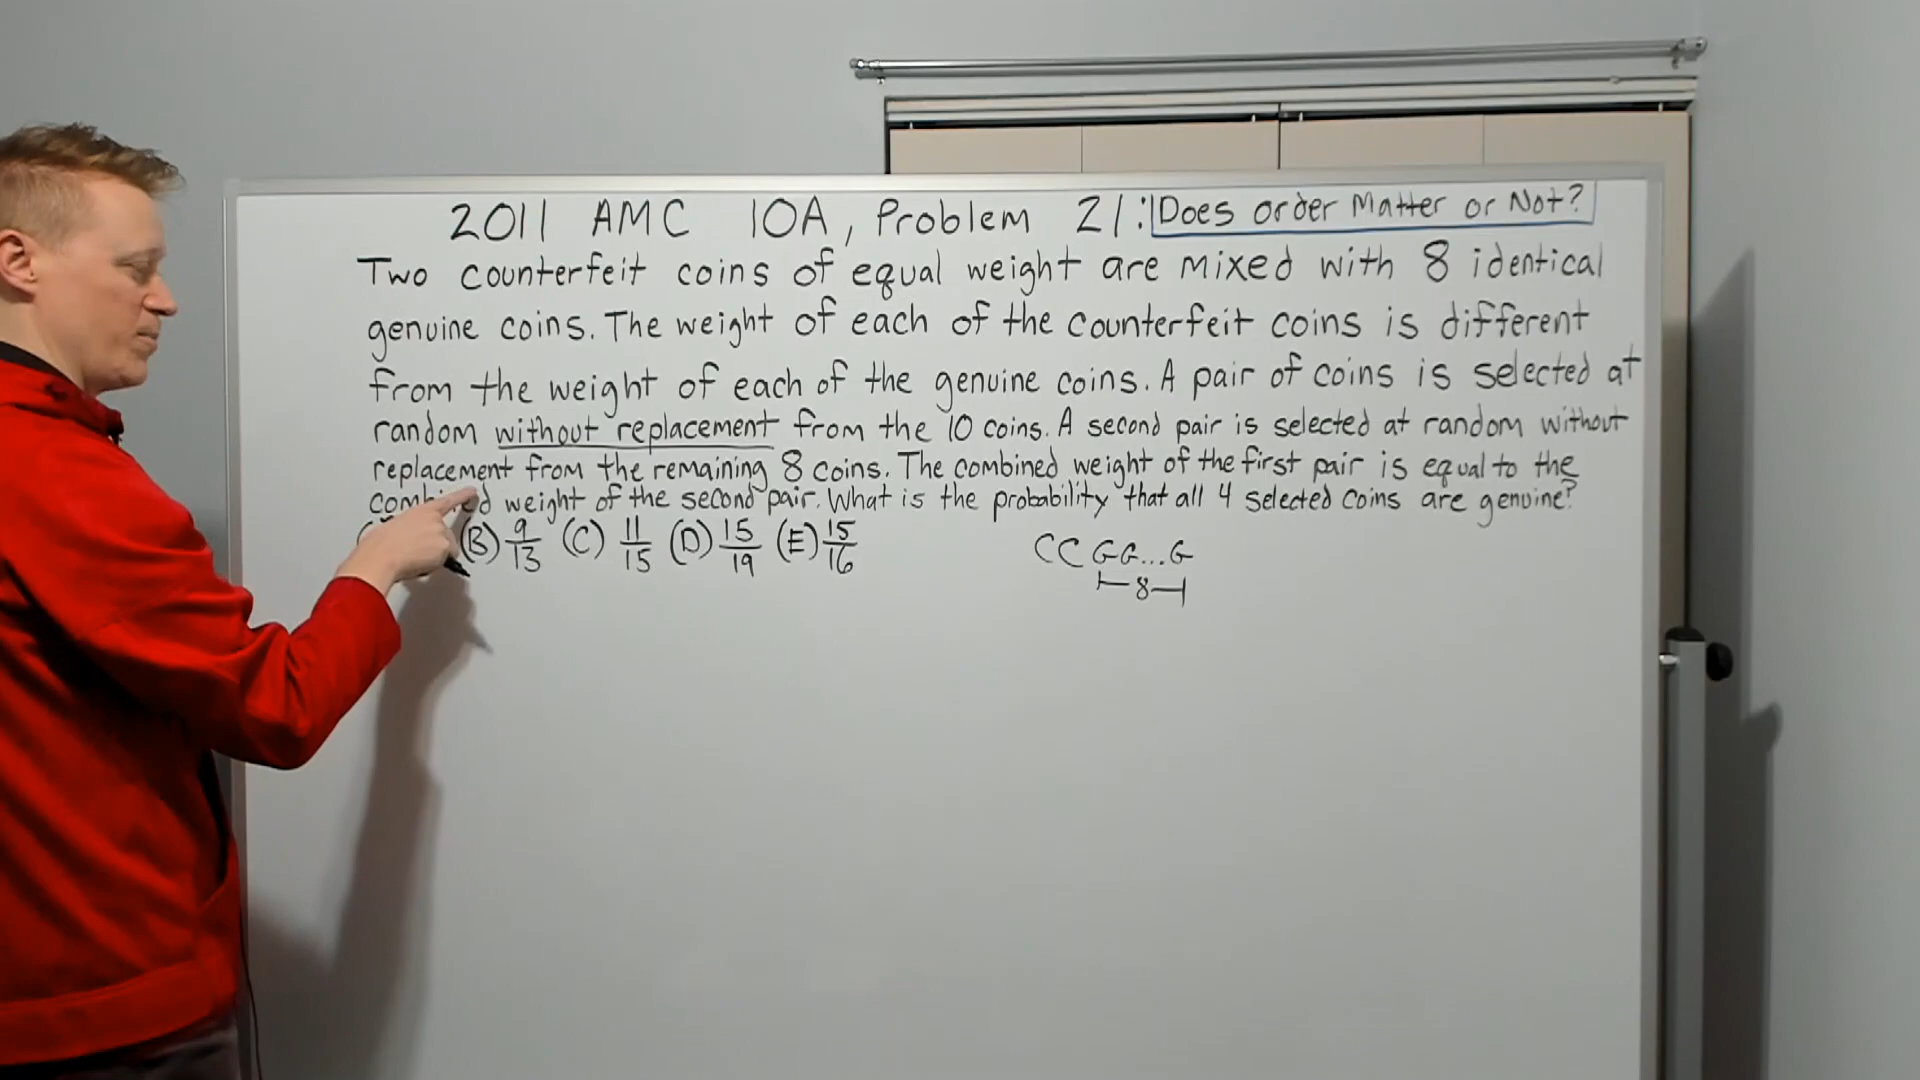 2011 AMC 10A, Problem 21: Does order Matter or Not?
Two counterfeit coins of equal weight are mixed with 8 identical
genuine coins. The weight of each of the counterfeit coins is different
from the weight of each of the genuine coins. A pair of coins is selected at
random without replacement from the 10 coins. A second pair is selected at random without
replacement from the remaining 8 coins. The combined weight of the first pair is equal to the
combined weight of the second pair. What is the probability that all 4 selected coins are genuine?
(B) 9/13 (C) 11/15 (D) 15/19 (E) 15/16
CCGG...G
8